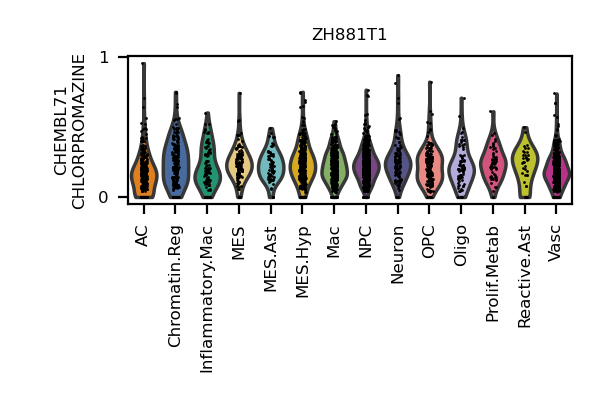 ZH881T1
CHEMBL71
CHLORPROMAZINE
1
0
AC
Chromatin.Reg
Inflammatory.Mac
MES
MES.Ast
MES.Hyp
Mac
NPC
Neuron
OPC
Oligo
Prolif.Metab
Reactive.Ast
Vasc